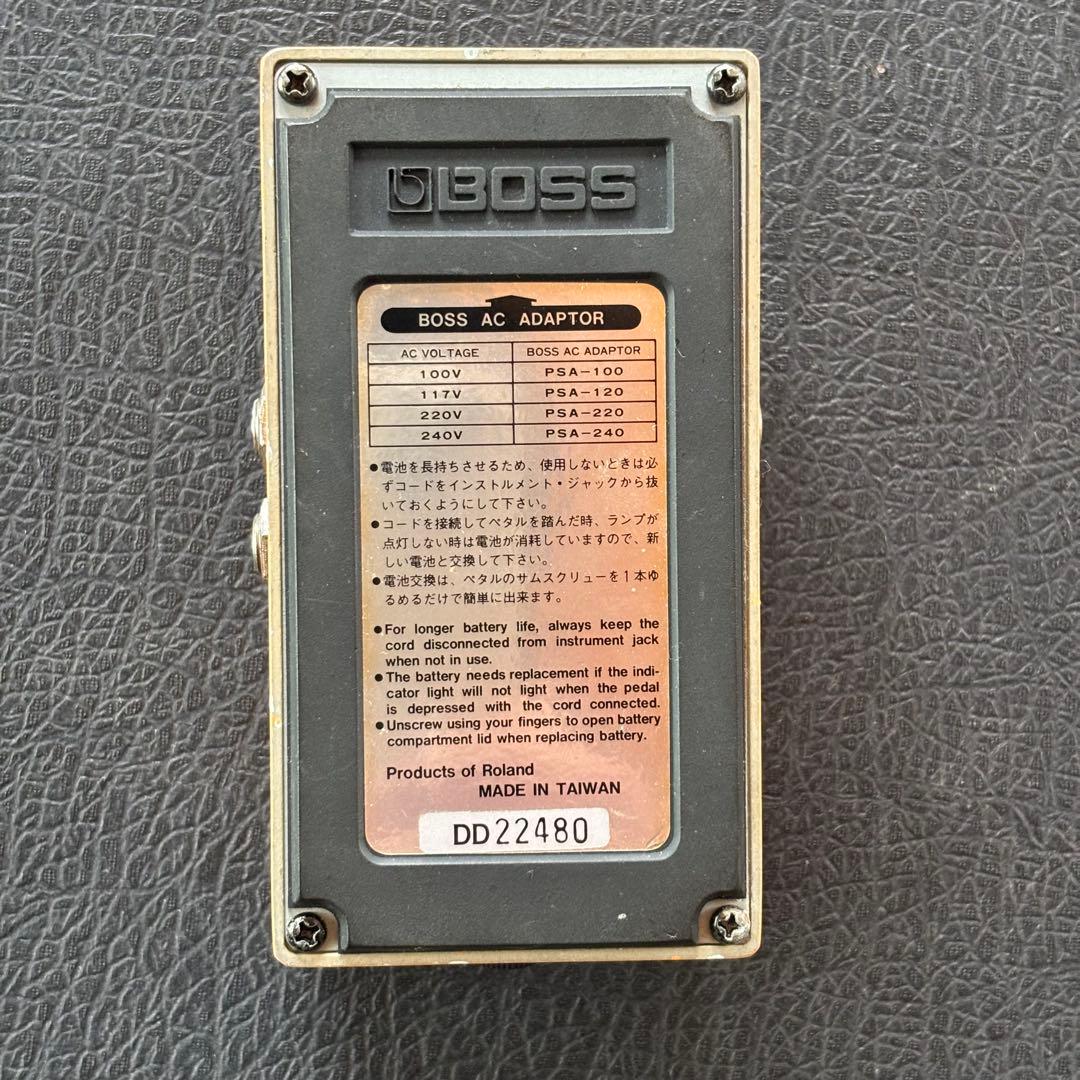 BOSS
BOSS AC ADAPTOR
AC VOLTAGE BOSS AC ADAPTOR
100V PSA-100
117V PSA-120
220V PSA-220
240V PSA-240
●電池を長持ちさせるため、使用しないときは必
ずコードをインストルメント・ジャックから抜
いておくようにして下さい。
●コードを接続してペタルを踏んだ時、ランプが
点灯しない時は電池が消耗していますので、新
しい電池と交換して下さい。
●電池交換は、ペタルのサムスクリューを1本ゆ
るめるだけで簡単に出来ます。
●For longer battery life, always keep the
cord disconnected from instrument jack
when not in use.
●The battery needs replacement if the indi-
cator light will not light when the pedal
is depressed with the cord connected.
●Unscrew using your fingers to open battery
compartment lid when replacing battery.
Products of Roland
MADE IN TAIWAN
DD22480